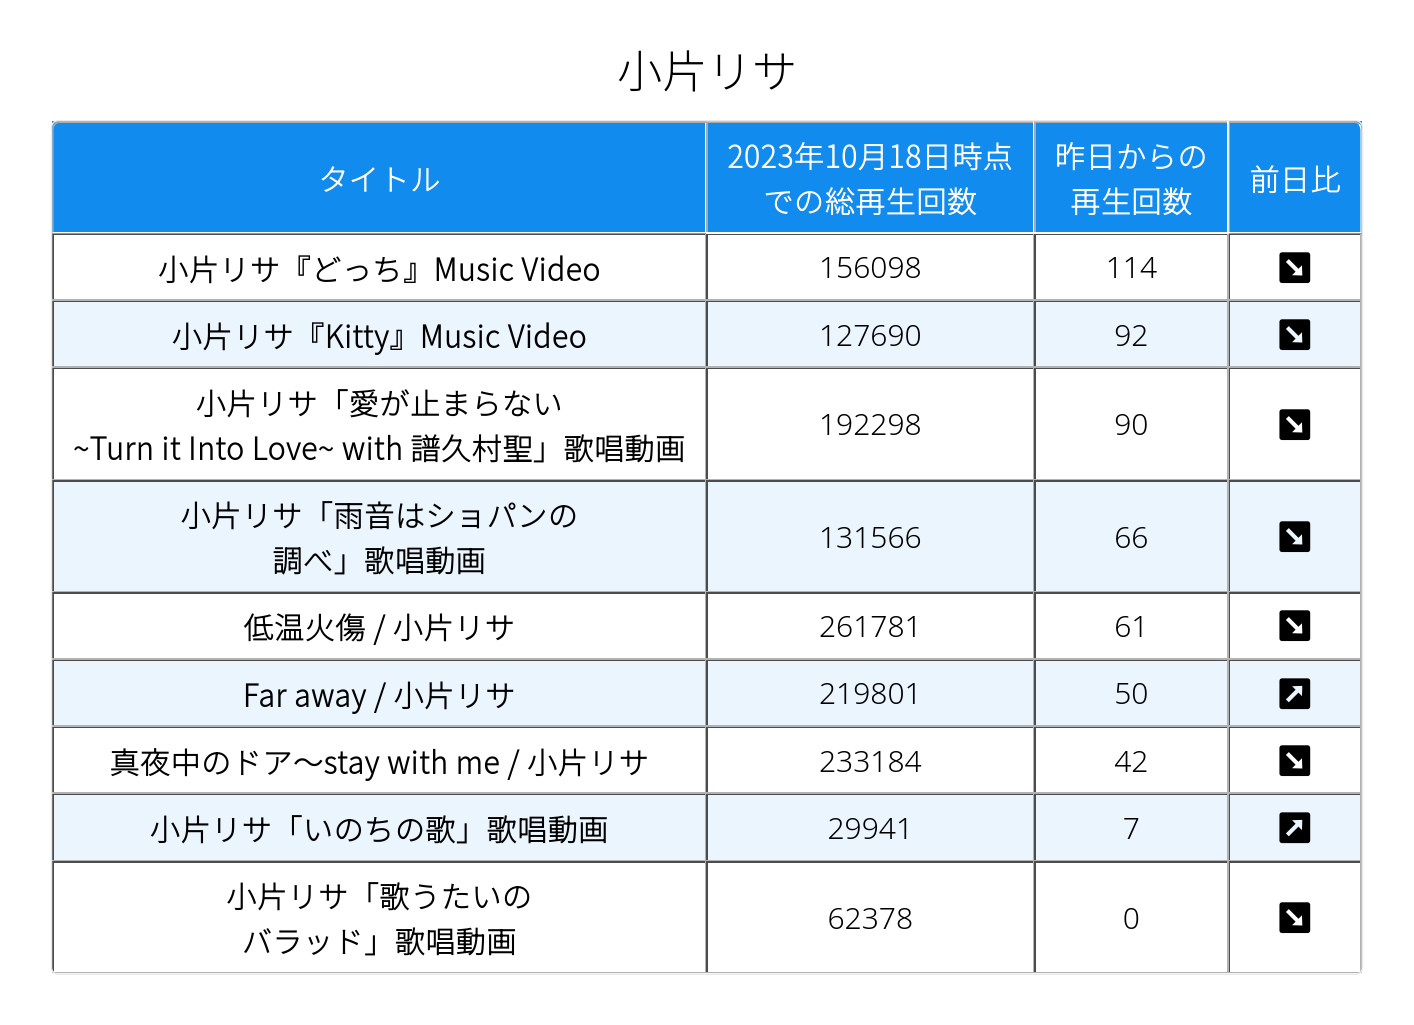 小片リサ
タイトル
2023年10月18日時点
での総再生回数
昨日からの
再生回数
前日比
小片リサ『どっち』Music Video
156098
114
小片リサ『Kitty』Music Video
127690
92
小片リサ「愛が止まらない
~Turn it Into Love~ with 譜久村聖」歌唱動画
192298
90
小片リサ「雨音はショパンの
調べ」歌唱動画
131566
66
低温火傷 / 小片リサ
261781
61
Far away / 小片リサ
219801
50
真夜中のドア〜stay with me / 小片リサ
233184
42
小片リサ「いのちの歌」歌唱動画
29941
7
小片リサ「歌うたいの
バラッド」歌唱動画
62378
0